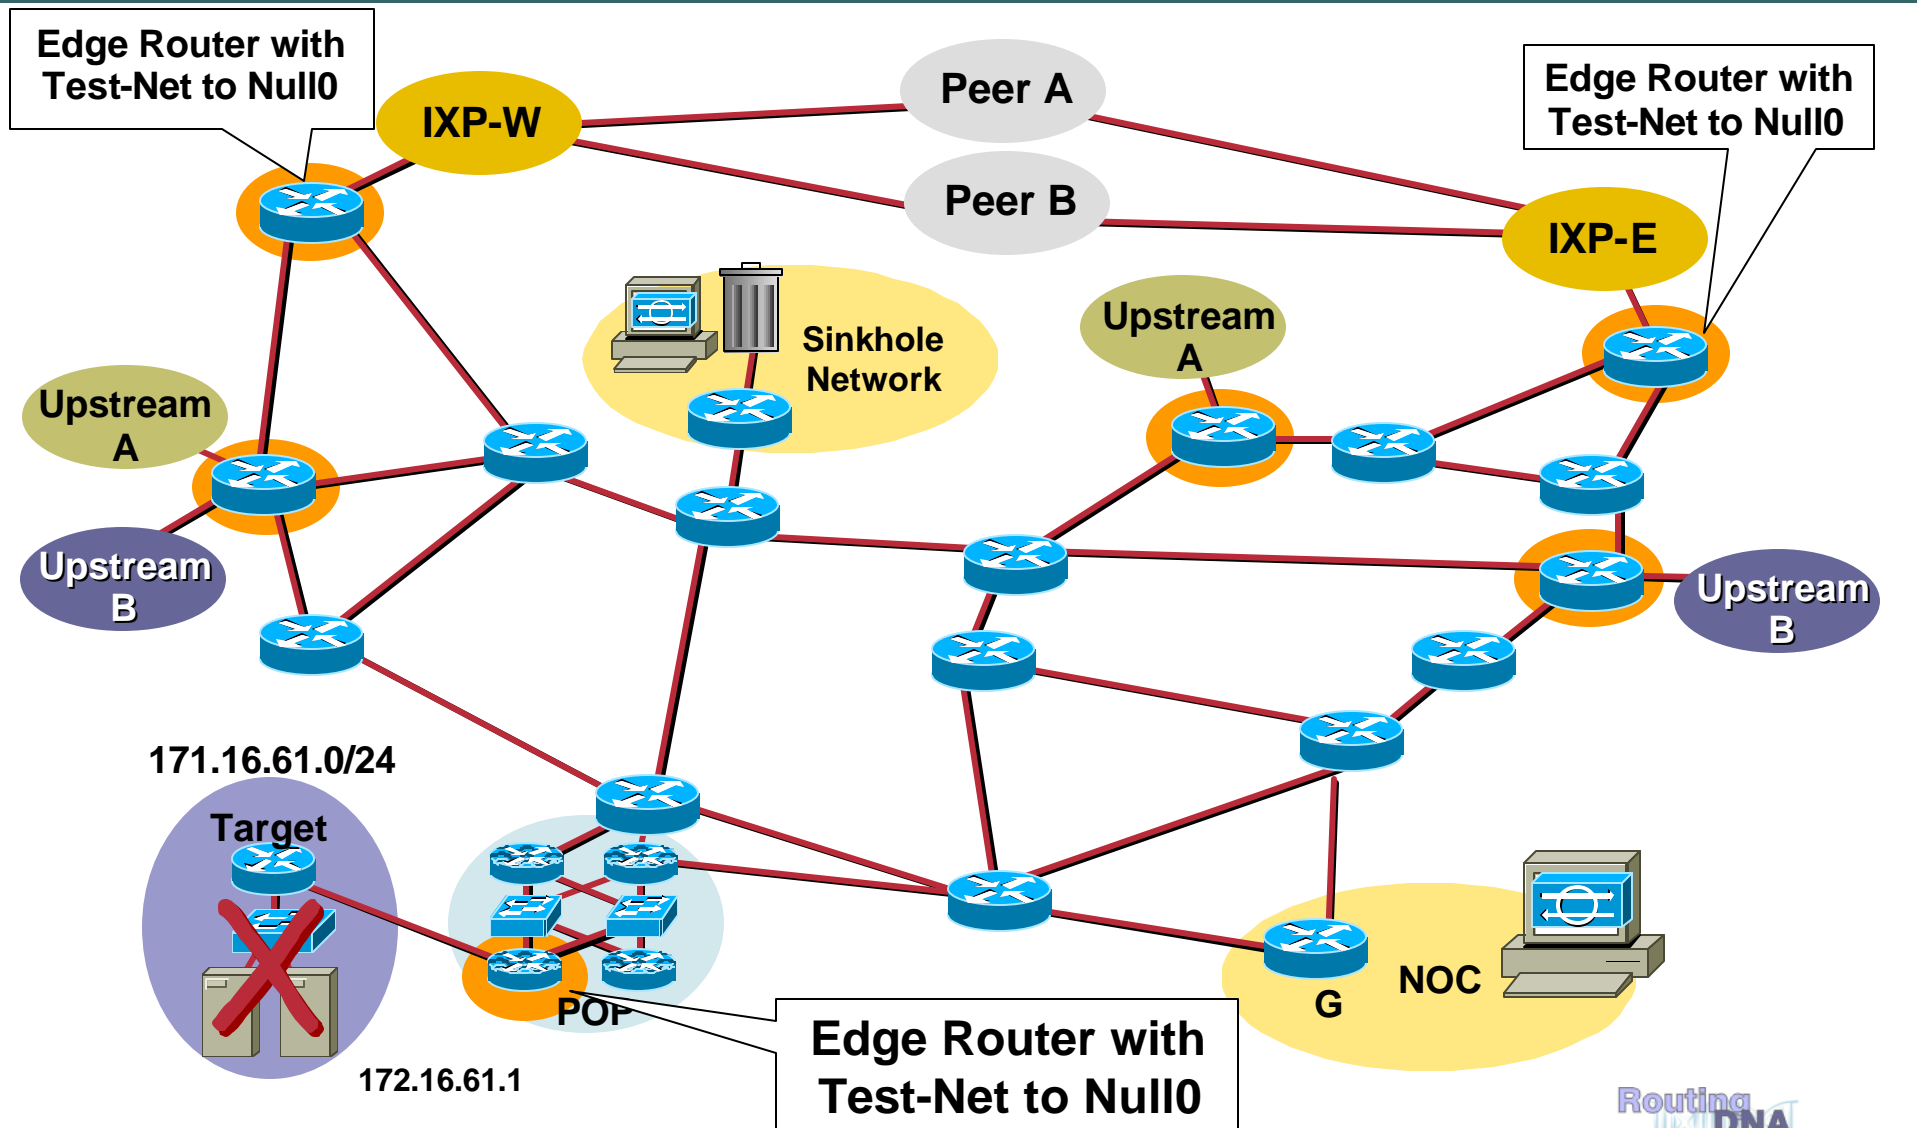 Edge Router with
Test-Net to Null0
IXP-W
Peer A
Edge Router with
Test-Net to Null0
Peer B
IXP-E
Sinkhole
Network
Upstream
A
Upstream
A
Upstream
B
Upstream
B
171.16.61.0/24
Target
POP
G
NOC
172.16.61.1
Edge Router with
Test-Net to Null0
Routing
DNA